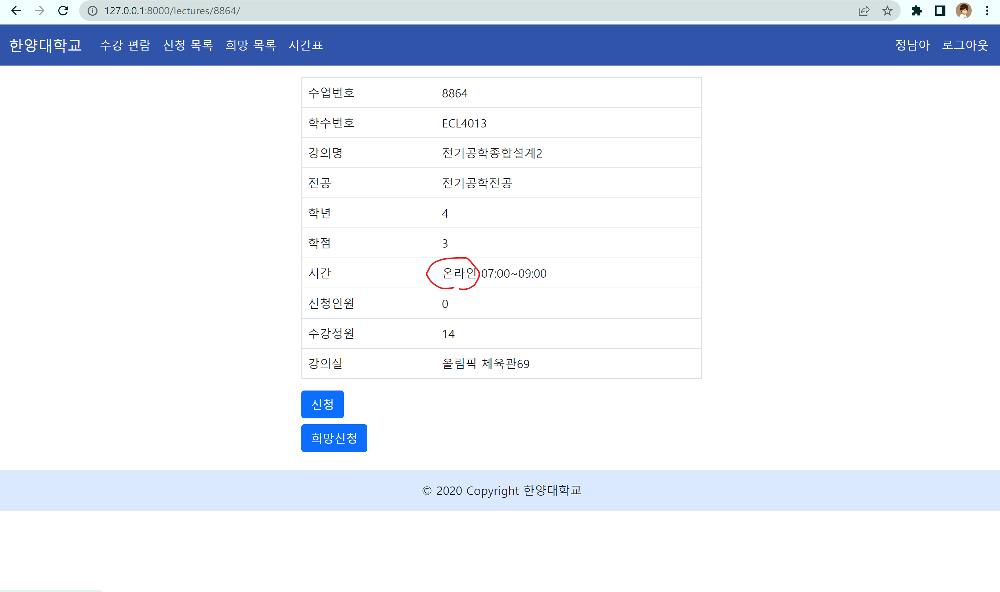 127.0.0.1:8000/lectures/8864/
한양대학교 수강 편람 신청 목록 희망 목록 시간표 정남아 로그아웃
수업번호 8864
학수번호 ECL4013
강의명 전기공학종합설계2
전공 전기공학전공
학년 4
학점 3
시간 온라인 07:00~09:00
신청인원 0
수강정원 14
강의실 올림픽 체육관69
신청
희망신청
© 2020 Copyright 한양대학교